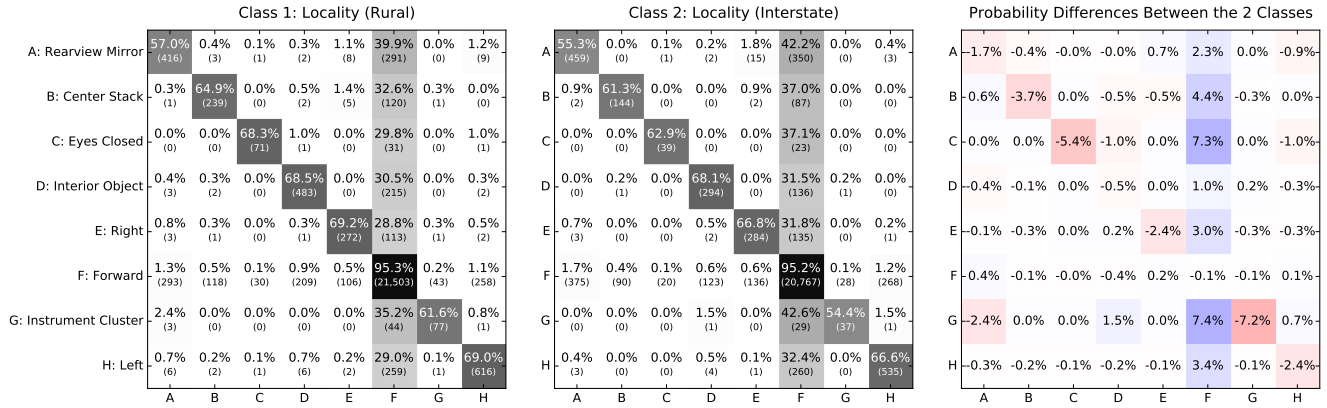 Class 1: Locality (Rural)
A: Rearview Mirror 57.0% 0.4% 0.1% 0.3% 1.1% 39.9% 0.0% 1.2%
(416) (3) (1) (2) (8) (291) (0) (9)
B: Center Stack 0.3% 64.9% 0.0% 0.5% 1.4% 32.6% 0.3% 0.0%
(1) (239) (0) (2) (5) (120) (1) (0)
C: Eyes Closed 0.0% 0.0% 68.3% 1.0% 0.0% 29.8% 0.0% 1.0%
(0) (0) (71) (1) (0) (31) (0) (1)
D: Interior Object 0.4% 0.3% 0.0% 68.5% 0.0% 30.5% 0.0% 0.3%
(3) (2) (0) (483) (0) (215) (0) (2)
E: Right 0.8% 0.3% 0.0% 0.3% 69.2% 28.8% 0.3% 0.5%
(3) (1) (0) (1) (272) (113) (1) (2)
F: Forward 1.3% 0.5% 0.1% 0.9% 0.5% 95.3% 0.2% 1.1%
(293) (118) (30) (209) (106) (21,503) (43) (258)
G: Instrument Cluster 2.4% 0.0% 0.0% 0.0% 0.0% 35.2% 61.6% 0.8%
(3) (0) (0) (0) (0) (44) (77) (1)
H: Left 0.7% 0.2% 0.1% 0.7% 0.2% 29.0% 0.1% 69.0%
(6) (2) (1) (6) (2) (259) (1) (616)
A B C D E F G H
Class 2: Locality (Interstate)
A 55.3% 0.0% 0.1% 0.2% 1.8% 42.2% 0.0% 0.4%
(459) (0) (1) (2) (15) (350) (0) (3)
B 0.9% 61.3% 0.0% 0.0% 0.9% 37.0% 0.0% 0.0%
(2) (144) (0) (0) (2) (87) (0) (0)
C 0.0% 0.0% 62.9% 0.0% 0.0% 37.1% 0.0% 0.0%
(0) (0) (39) (0) (0) (23) (0) (0)
D 0.0% 0.2% 0.0% 68.1% 0.0% 31.5% 0.2% 0.0%
(0) (1) (0) (294) (0) (136) (1) (0)
E 0.7% 0.0% 0.0% 0.5% 66.8% 31.8% 0.0% 0.2%
(3) (0) (0) (2) (284) (135) (0) (1)
F 1.7% 0.4% 0.1% 0.6% 0.6% 95.2% 0.1% 1.2%
(375) (90) (20) (123) (136) (20,767) (28) (268)
G 0.0% 0.0% 0.0% 1.5% 0.0% 42.6% 54.4% 1.5%
(0) (0) (0) (1) (0) (29) (37) (1)
H 0.4% 0.0% 0.0% 0.5% 0.1% 32.4% 0.0% 66.6%
(3) (0) (0) (4) (1) (260) (0) (535)
A B C D E F G H
Probability Differences Between the 2 Classes
A -1.7% -0.4% -0.0% -0.0% 0.7% 2.3% 0.0% -0.9%
B 0.6% -3.7% 0.0% -0.5% -0.5% 4.4% -0.3% 0.0%
C 0.0% 0.0% -5.4% -1.0% 0.0% 7.3% 0.0% -1.0%
D -0.4% -0.1% 0.0% -0.5% 0.0% 1.0% 0.2% -0.3%
E -0.1% -0.3% 0.0% 0.2% -2.4% 3.0% -0.3% -0.3%
F 0.4% -0.1% -0.0% -0.4% 0.2% -0.1% -0.1% 0.1%
G -2.4% 0.0% 0.0% 1.5% 0.0% 7.4% -7.2% 0.7%
H -0.3% -0.2% -0.1% -0.2% -0.1% 3.4% -0.1% -2.4%
A B C D E F G H